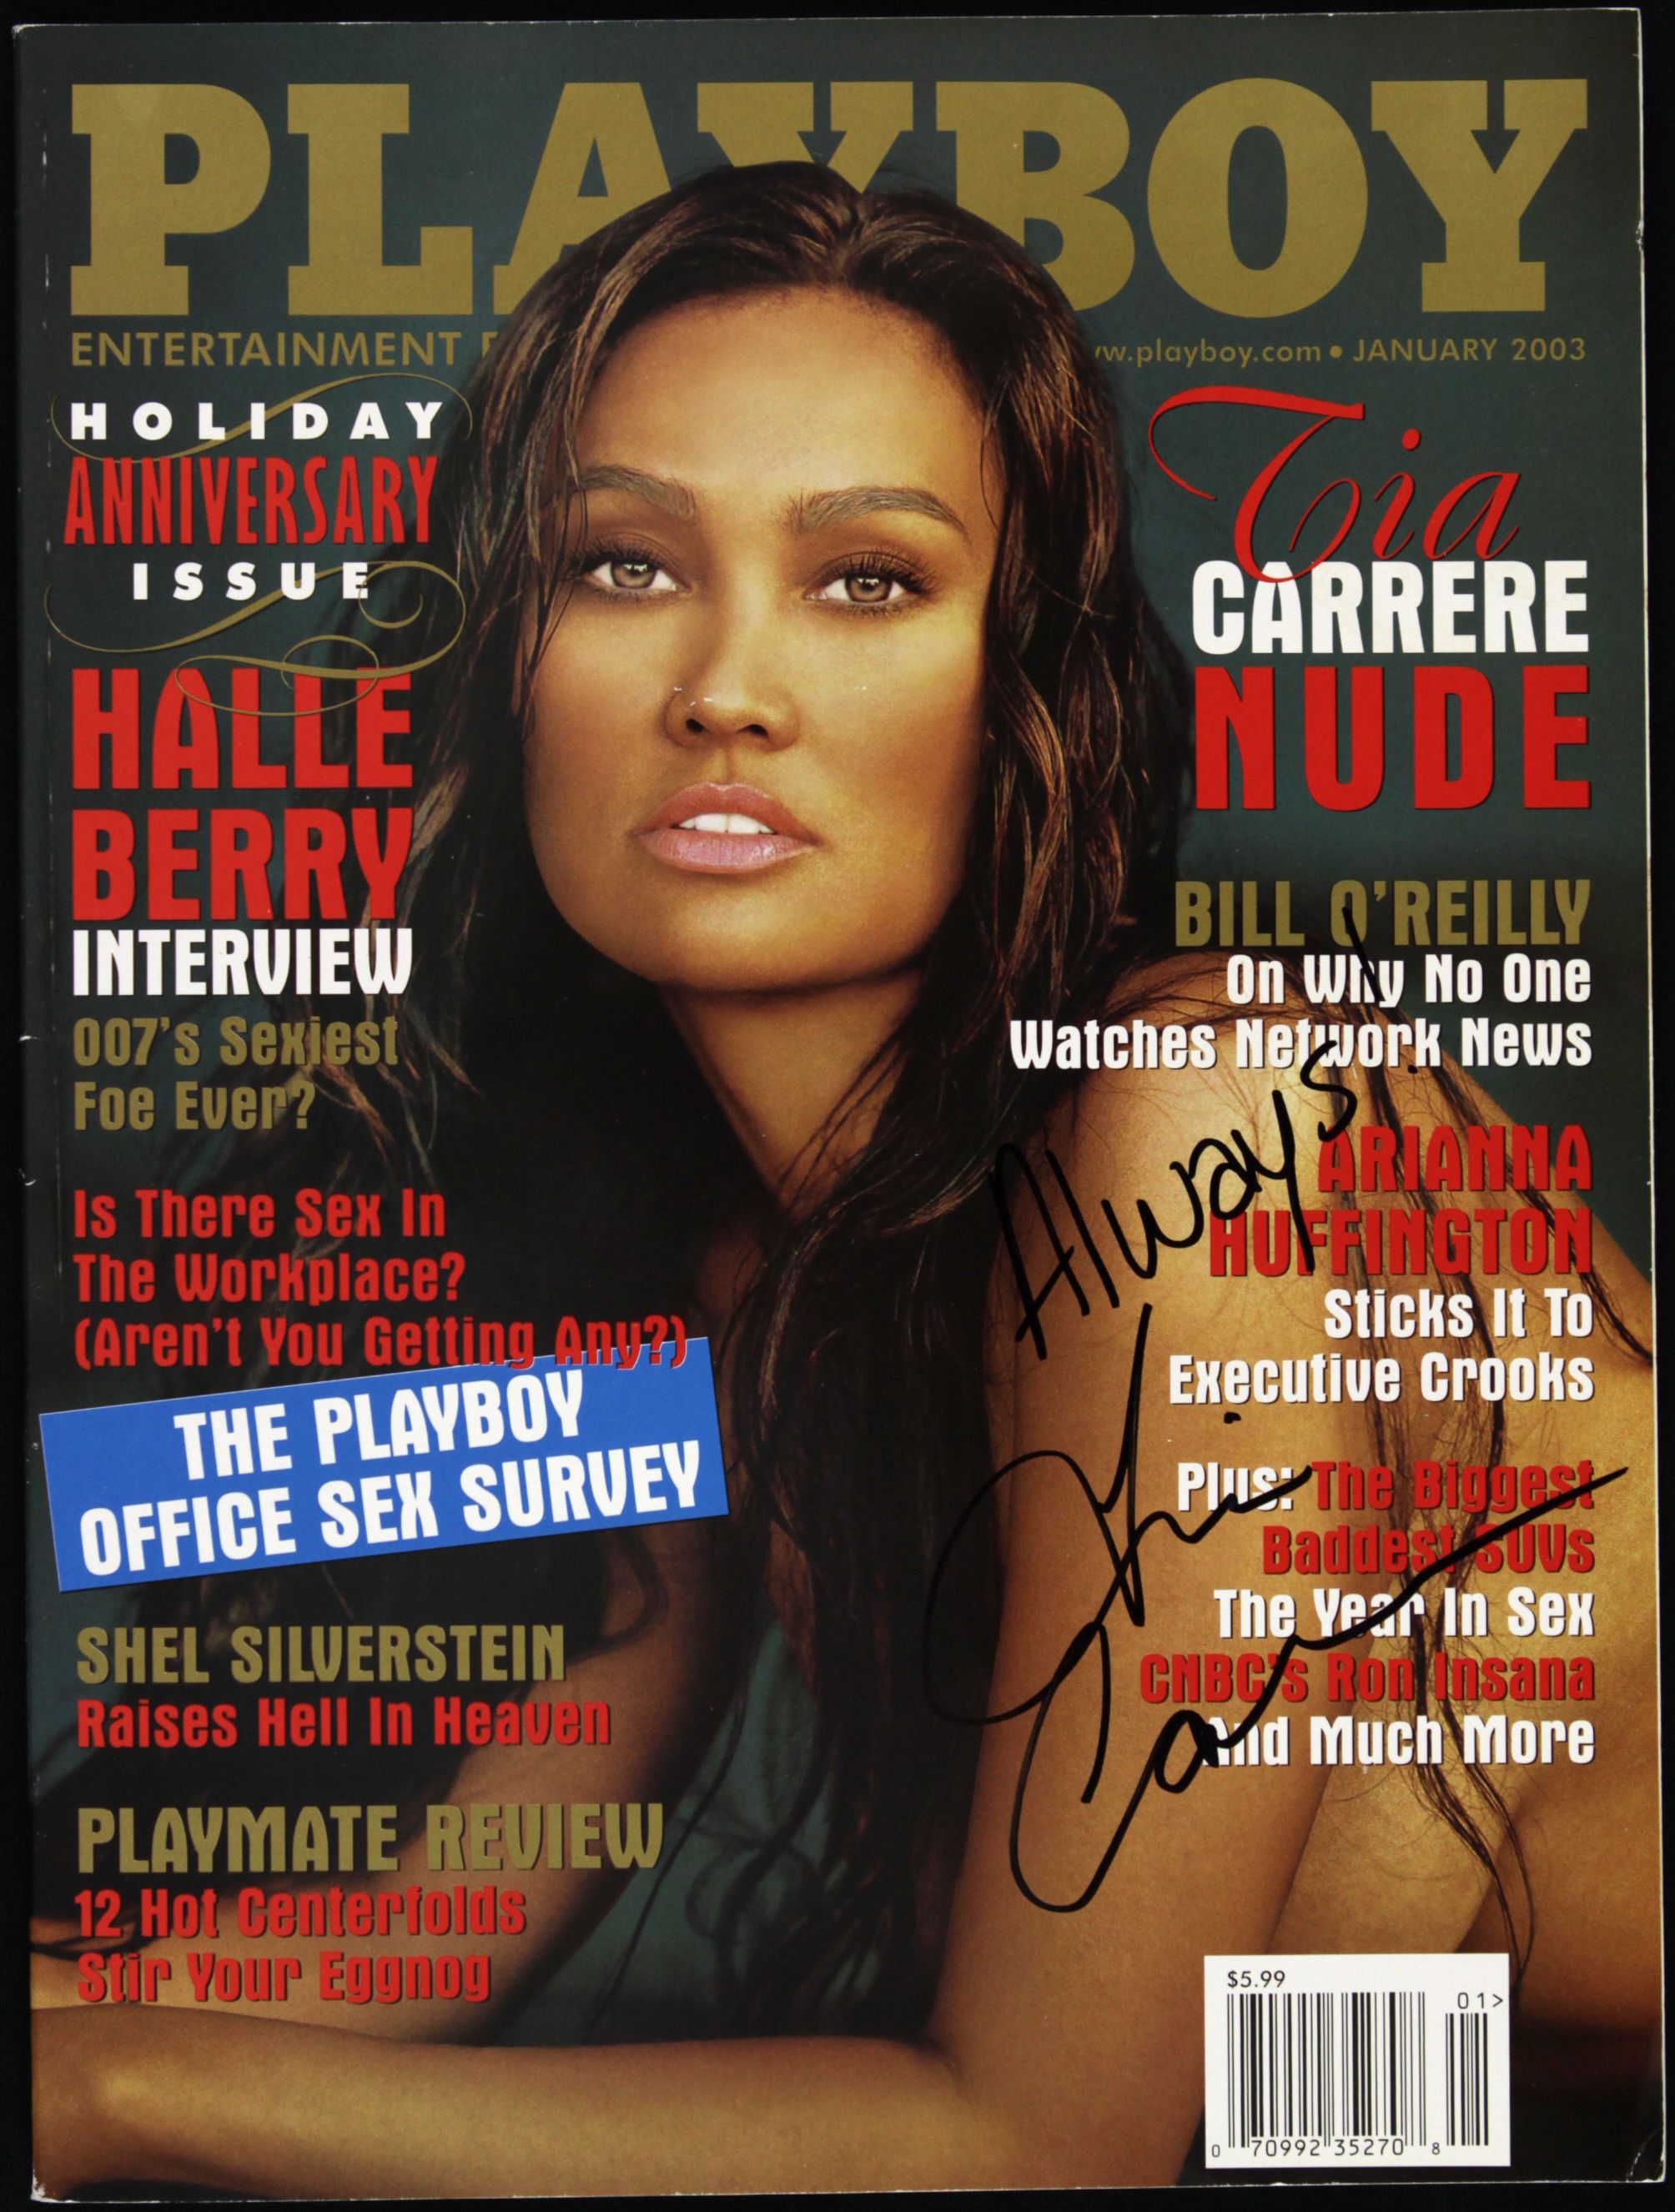 PLAYBOY
ENTERTAINMENT
www.playboy.com • JANUARY 2003
HOLIDAY
ANNIVERSARY
ISSUE
HALLE
BERRY
INTERVIEW
007's Sexiest
Foe Ever?
Is There Sex In
The Workplace?
(Aren't You Getting Any?)
THE PLAYBOY
OFFICE SEX SURVEY
SHEL SILVERSTEIN
Raises Hell In Heaven
PLAYMATE REVIEW
12 Hot Centerfolds
Stir Your Eggnog
Tia
CARRERE
NUDE
BILL O'REILLY
On Why No One
Watches Network News
ARIANNA
HUFFINGTON
Sticks It To
Executive Crooks
Plus: The Biggest
Baddest SUVs
The Year In Sex
CNBC's Ron Insana
And Much More
Always!
$5.99
01>
0 70992 35270 8